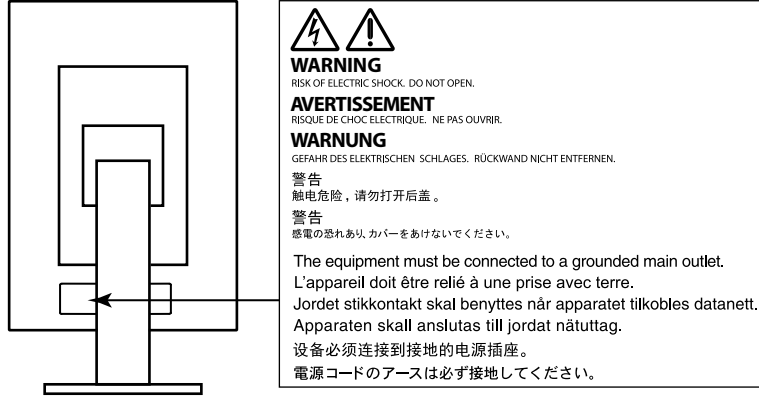 WARNING
RISK OF ELECTRIC SHOCK. DO NOT OPEN.
AVERTISSEMENT
RISQUE DE CHOC ELECTRIQUE. NE PAS OUVRIR.
WARNUNG
GEFAHR DES ELEKTRISCHEN SCHLAGES. RÜCKWAND NICHT ENTFERNEN.
警告
触电危险，请勿打开后盖。
警告
感電の恐れあり、カバーをあけないでください。
The equipment must be connected to a grounded main outlet.
L'appareil doit être relié à une prise avec terre.
Jordet stikkontakt skal benyttes når apparatet tilkobles datanett.
Apparaten skall anslutas till jordat nätuttag.
设备必须连接到接地的电源插座。
電源コードのアースは必ず接地してください。